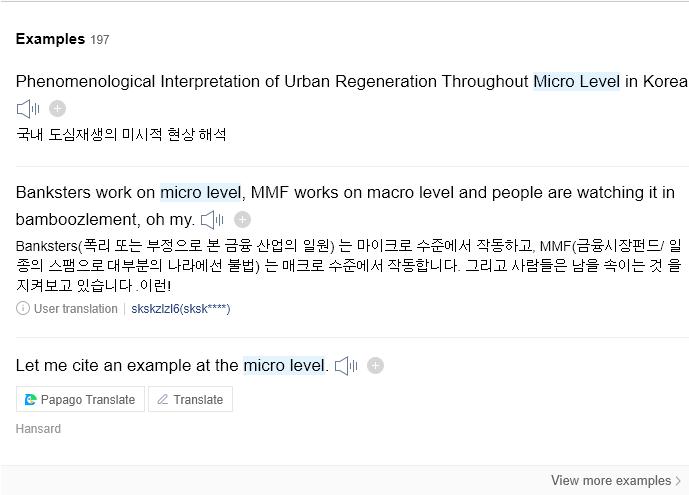 Examples 197
Phenomenological Interpretation of Urban Regeneration Throughout Micro Level in Korea
국내 도심재생의 미시적 현상 해석
Banksters work on micro level, MMF works on macro level and people are watching it in
bamboozlement, oh my.
Banksters(폭리 또는 부정으로 본 금융 산업의 일원) 는 마이크로 수준에서 작동하고, MMF(금융시장펀드/ 일
종의 스팸으로 대부분의 나라에선 불법) 는 매크로 수준에서 작동합니다. 그리고 사람들은 남을 속이는 것 을
지켜보고 있습니다 .이런!
User translation skskzlzl6(sksk****)
Let me cite an example at the micro level.
Papago Translate Translate
Hansard
View more examples